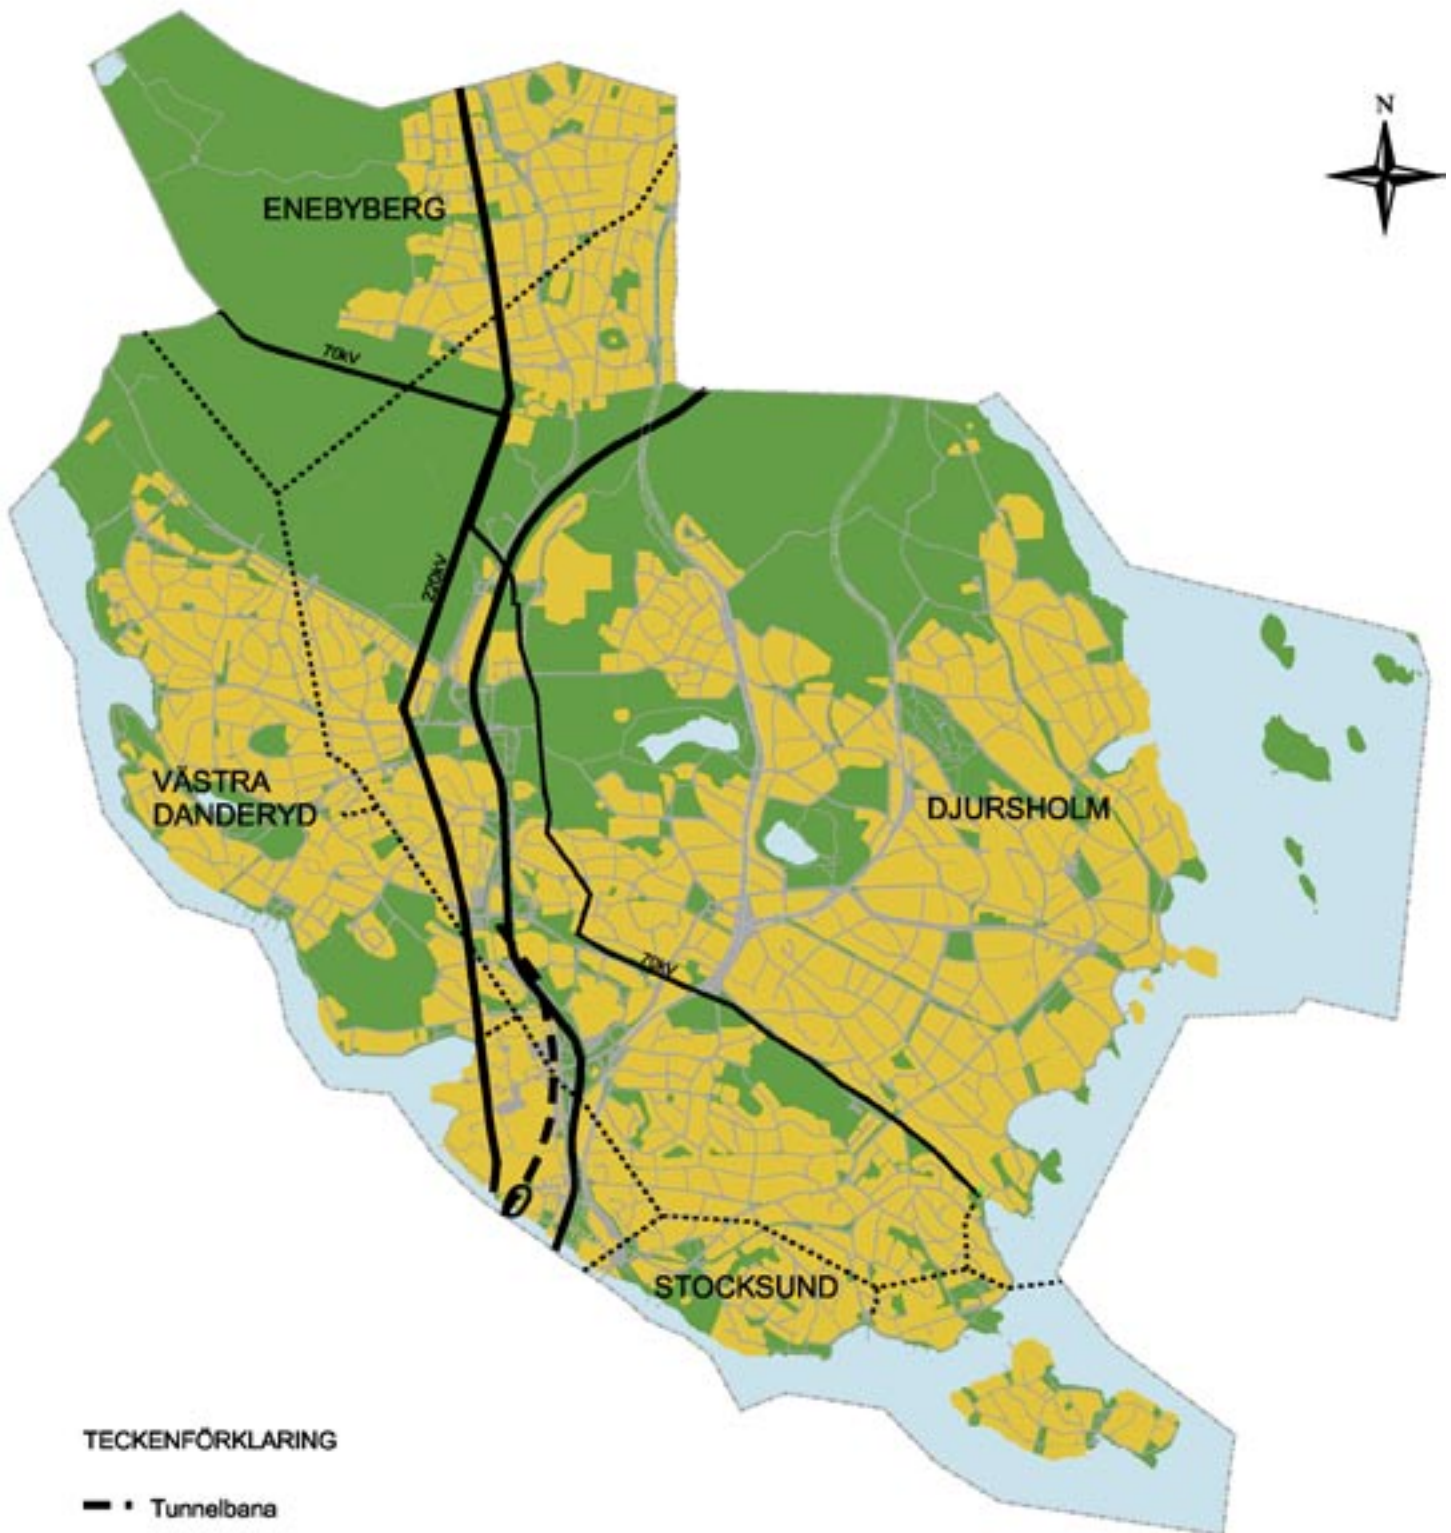 N
ENEBYBERG
70kV
220kV
VÄSTRA
DANDERYD
DJURSHOLM
70kV
STOCKSUND
TECKENFÖRKLARING
Tunnelbana